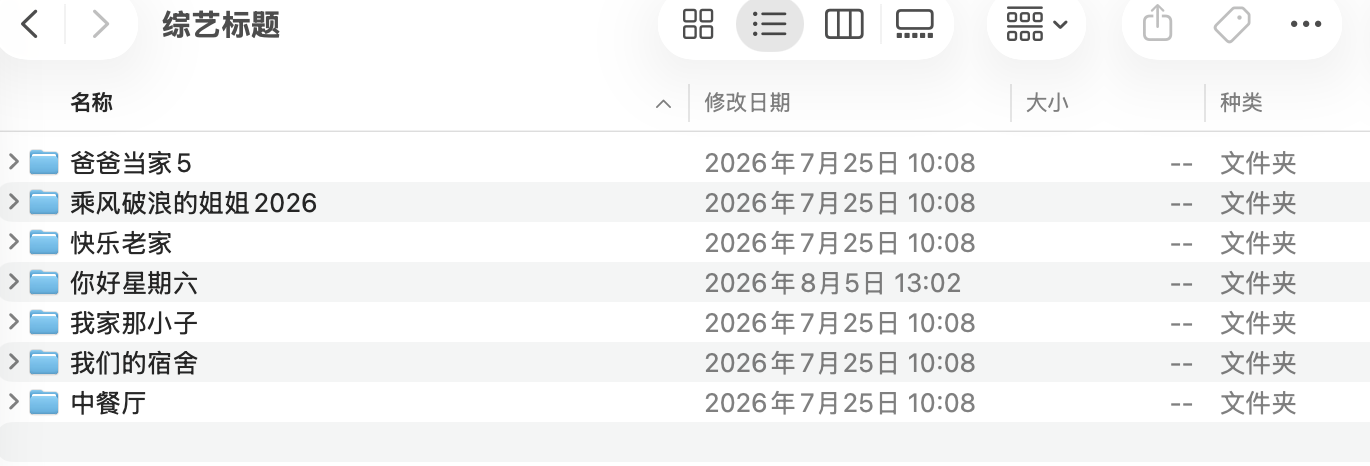 综艺标题
名称 修改日期 大小 种类
爸爸当家5 2026年7月25日 10:08 -- 文件夹
乘风破浪的姐姐2026 2026年7月25日 10:08 -- 文件夹
快乐老家 2026年7月25日 10:08 -- 文件夹
你好星期六 2026年8月5日 13:02 -- 文件夹
我家那小子 2026年7月25日 10:08 -- 文件夹
我们的宿舍 2026年7月25日 10:08 -- 文件夹
中餐厅 2026年7月25日 10:08 -- 文件夹